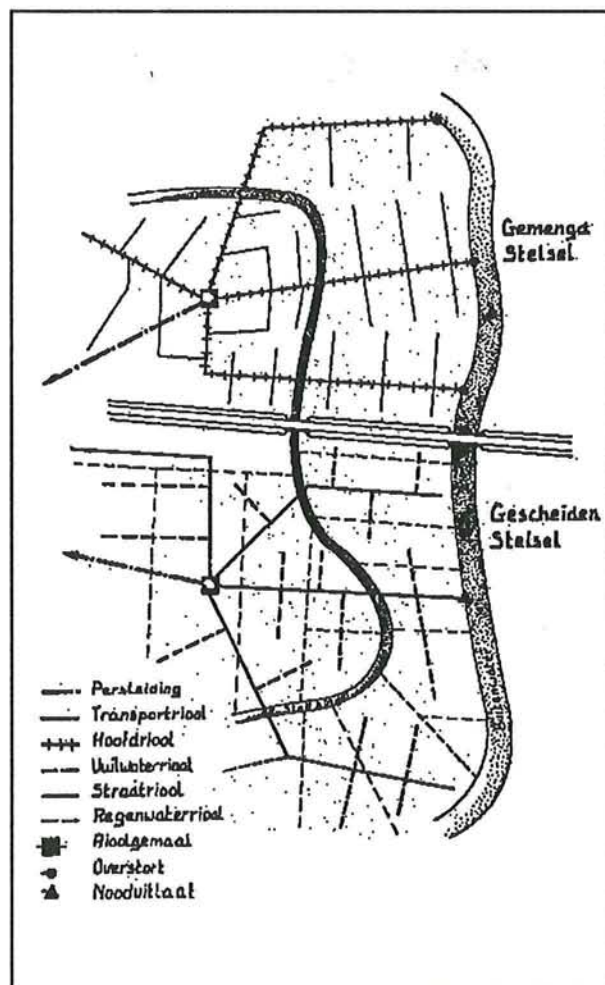 Gemengd
Stelsel
Gescheiden
Stelsel
Persleiding
Transportriool
Hoofdriool
Vuilwaterriool
Straatriool
Regenwaterriool
Rioolgemaal
Overstort
Nooduitlaat